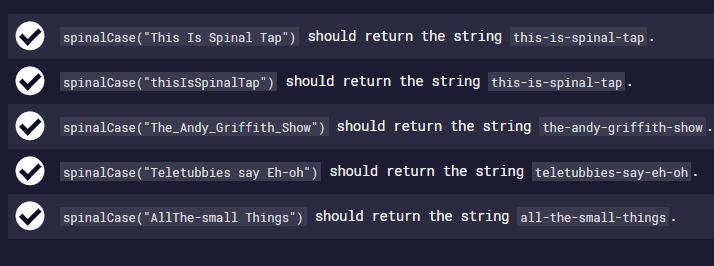 spinalCase("This Is Spinal Tap") should return the string this-is-spinal-tap.
spinalCase("thisIsSpinalTap") should return the string this-is-spinal-tap.
spinalCase("The_Andy_Griffith_Show") should return the string the-andy-griffith-show.
spinalCase("Teletubbies say Eh-oh") should return the string teletubbies-say-eh-oh.
spinalCase("AllThe-small Things") should return the string all-the-small-things.